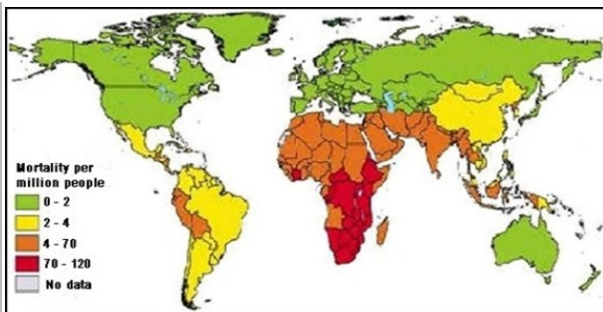 Mortality per
million people
0 - 2
2 - 4
4 - 70
70 - 120
No data